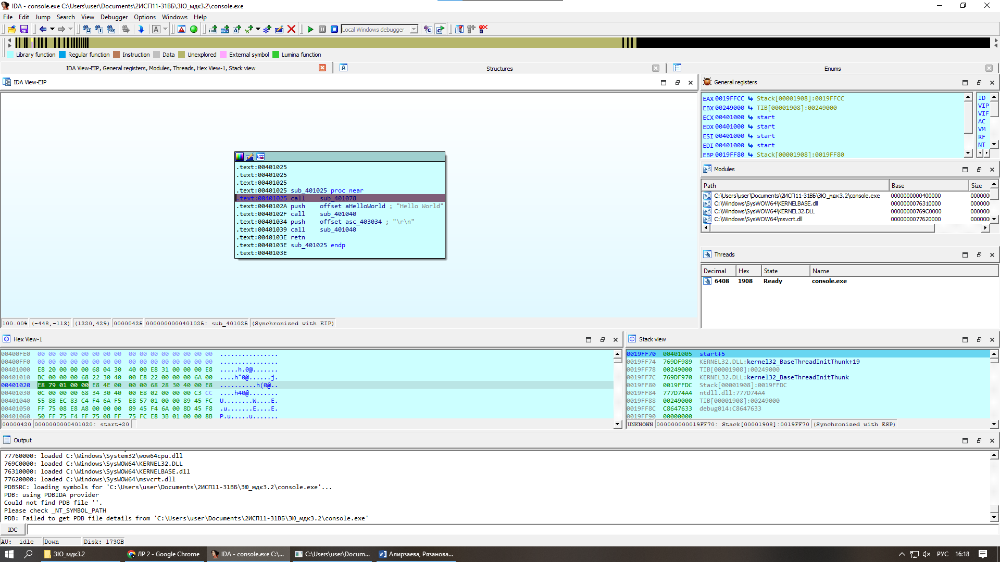 IDA - console.exe C:\Users\user\Documents\2ИСП11-31ВБ\ЗЮ_мдк3.2\console.exe
File Edit Jump Search View Debugger Options Windows Help
Local Windows debugger
Library function Regular function Instruction Data Unexplored External symbol Lumina function
IDA View-EIP, General registers, Modules, Threads, Hex View-1, Stack view Structures Enums
IDA View-EIP
.text:00401025
.text:00401025
.text:00401025
.text:00401025 sub_401025 proc near
.text:00401025 call sub_401078
.text:0040102A push offset aHelloWorld ; "Hello World"
.text:0040102F call sub_401040
.text:00401034 push offset asc_403034 ; "\r\n"
.text:00401039 call sub_401040
.text:0040103E retn
.text:0040103E sub_401025 endp
.text:0040103E
100.00% (-448,-113) (1220,429) 00000425 0000000000401025: sub_401025 (Synchronized with EIP)
General registers
EAX 0019FFCC Stack[00001908]:0019FFCC
EBX 00249000 TIB[00001908]:00249000
ECX 00401000 start
EDX 00401000 start
ESI 00401000 start
EDI 00401000 start
EBP 0019FF80 Stack[00001908]:0019FF80
ID
VIP
VIF
AC
VM
RF
NT
Modules
Path Base Size
C:\Users\user\Documents\2ИСП11-31ВБ\ЗЮ_мдк3.2\console.exe 0000000000400000 000000
C:\Windows\SysWOW64\KERNELBASE.dll 0000000076310000 000000
C:\Windows\SysWOW64\KERNEL32.DLL 00000000769C0000 000000
C:\Windows\SysWOW64\msvcrt.dll 0000000077620000 000000
Threads
Decimal Hex State Name
6408 1908 Ready console.exe
Hex View-1
00400FE0 00 00 00 00 00 00 00 00 00 00 00 00 00 00 00 00 ................
00400FF0 00 00 00 00 00 00 00 00 00 00 00 00 00 00 00 00 ................
00401000 E8 20 00 00 00 68 04 30 40 00 E8 31 00 00 00 E8 .....h.0@.......
00401010 BC 00 00 00 68 22 30 40 00 E8 22 00 00 00 6A 00 ....h"0@......j.
00401020 E8 79 01 00 00 E8 4E 00 00 00 68 28 30 40 00 E8 ..........h(0@..
00401030 0C 00 00 00 68 34 30 40 00 E8 02 00 00 00 C3 CC ....h40@........
00401040 55 8B EC 83 C4 F4 6A F5 E8 57 01 00 00 89 45 FC U........W....E.
00401050 FF 75 08 E8 A8 00 00 00 89 45 F4 6A 00 8D 45 F8 .u.......E....E.
00401060 50 FF 75 F4 FF 75 08 FF 75 FC E8 3B 01 00 00 8B P.u.....u.......
00000420 0000000000401020: start+20
Stack view
0019FF70 00401005 start+5
0019FF74 769DF989 KERNEL32.DLL:kernel32_BaseThreadInitThunk+19
0019FF78 00249000 TIB[00001908]:00249000
0019FF7C 769DF970 KERNEL32.DLL:kernel32_BaseThreadInitThunk
0019FF80 0019FFDC Stack[00001908]:0019FFDC
0019FF84 777D74A4 ntdll.dll:777D74A4
0019FF88 00249000 TIB[00001908]:00249000
0019FF8C C8647633 debug014:C8647633
0019FF90 00000000
UNKNOWN 000000000019FF70: Stack[00001908]:0019FF70 (Synchronized with ESP)
Output
77760000: loaded C:\Windows\System32\wow64cpu.dll
769C0000: loaded C:\Windows\SysWOW64\KERNEL32.DLL
76310000: loaded C:\Windows\SysWOW64\KERNELBASE.dll
77620000: loaded C:\Windows\SysWOW64\msvcrt.dll
PDBSRC: loading symbols for 'C:\Users\user\Documents\2ИСП11-31ВБ\ЗЮ_мдк3.2\console.exe'...
PDB: using PDBIDA provider
Could not find PDB file ''.
Please check _NT_SYMBOL_PATH
PDB: Failed to get PDB file details from 'C:\Users\user\Documents\2ИСП11-31ВБ\ЗЮ_мдк3.2\console.exe'
IDC
AU: idle Down Disk: 173GB
ЗЮ_мдк3.2 ЛР 2 - Google Chrome IDA - console.exe C:\... C:\Users\user\Docum... Алирзаева, Рязанова... РУС 16:18